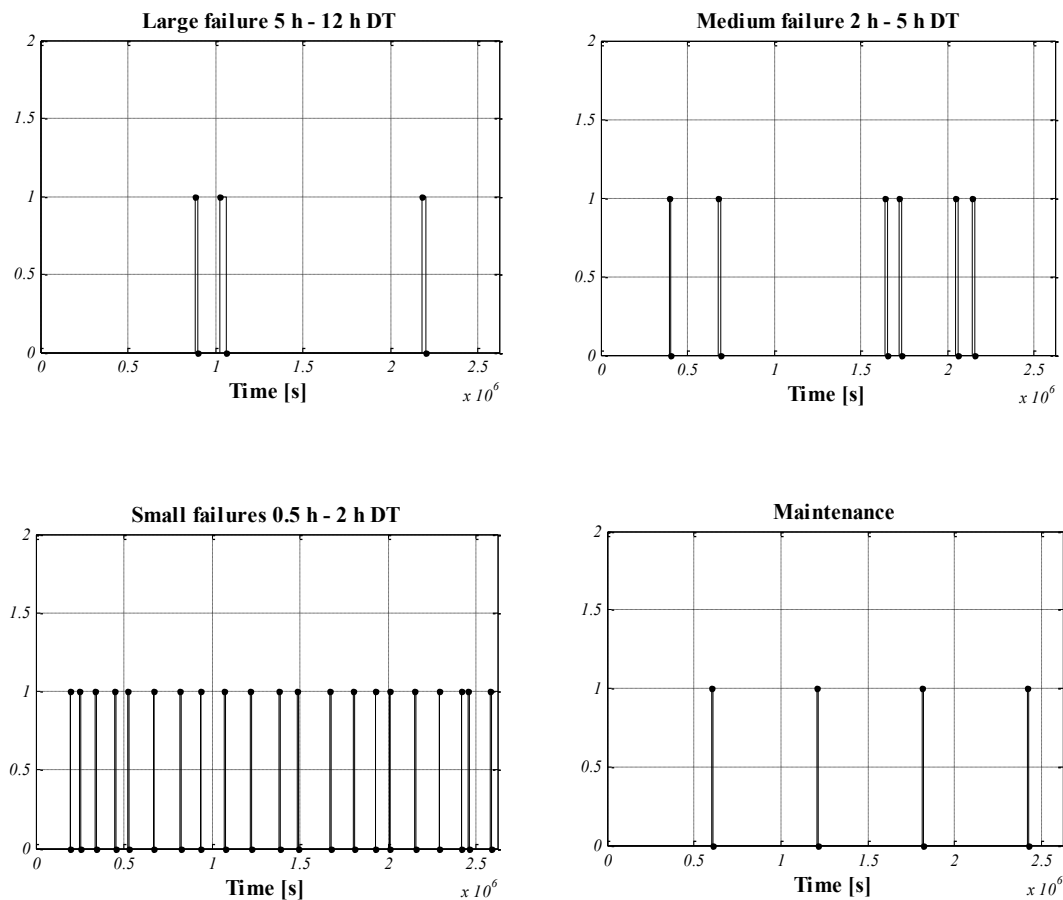 Large failure 5 h - 12 h DT
2
1.5
1
0.5
0
0 0.5 1 1.5 2 2.5
Time [s]
x 10^6
Medium failure 2 h - 5 h DT
2
1.5
1
0.5
0
0 0.5 1 1.5 2 2.5
Time [s]
x 10^6
Small failures 0.5 h - 2 h DT
2
1.5
1
0.5
0
0 0.5 1 1.5 2 2.5
Time [s]
x 10^6
Maintenance
2
1.5
1
0.5
0
0 0.5 1 1.5 2 2.5
Time [s]
x 10^6